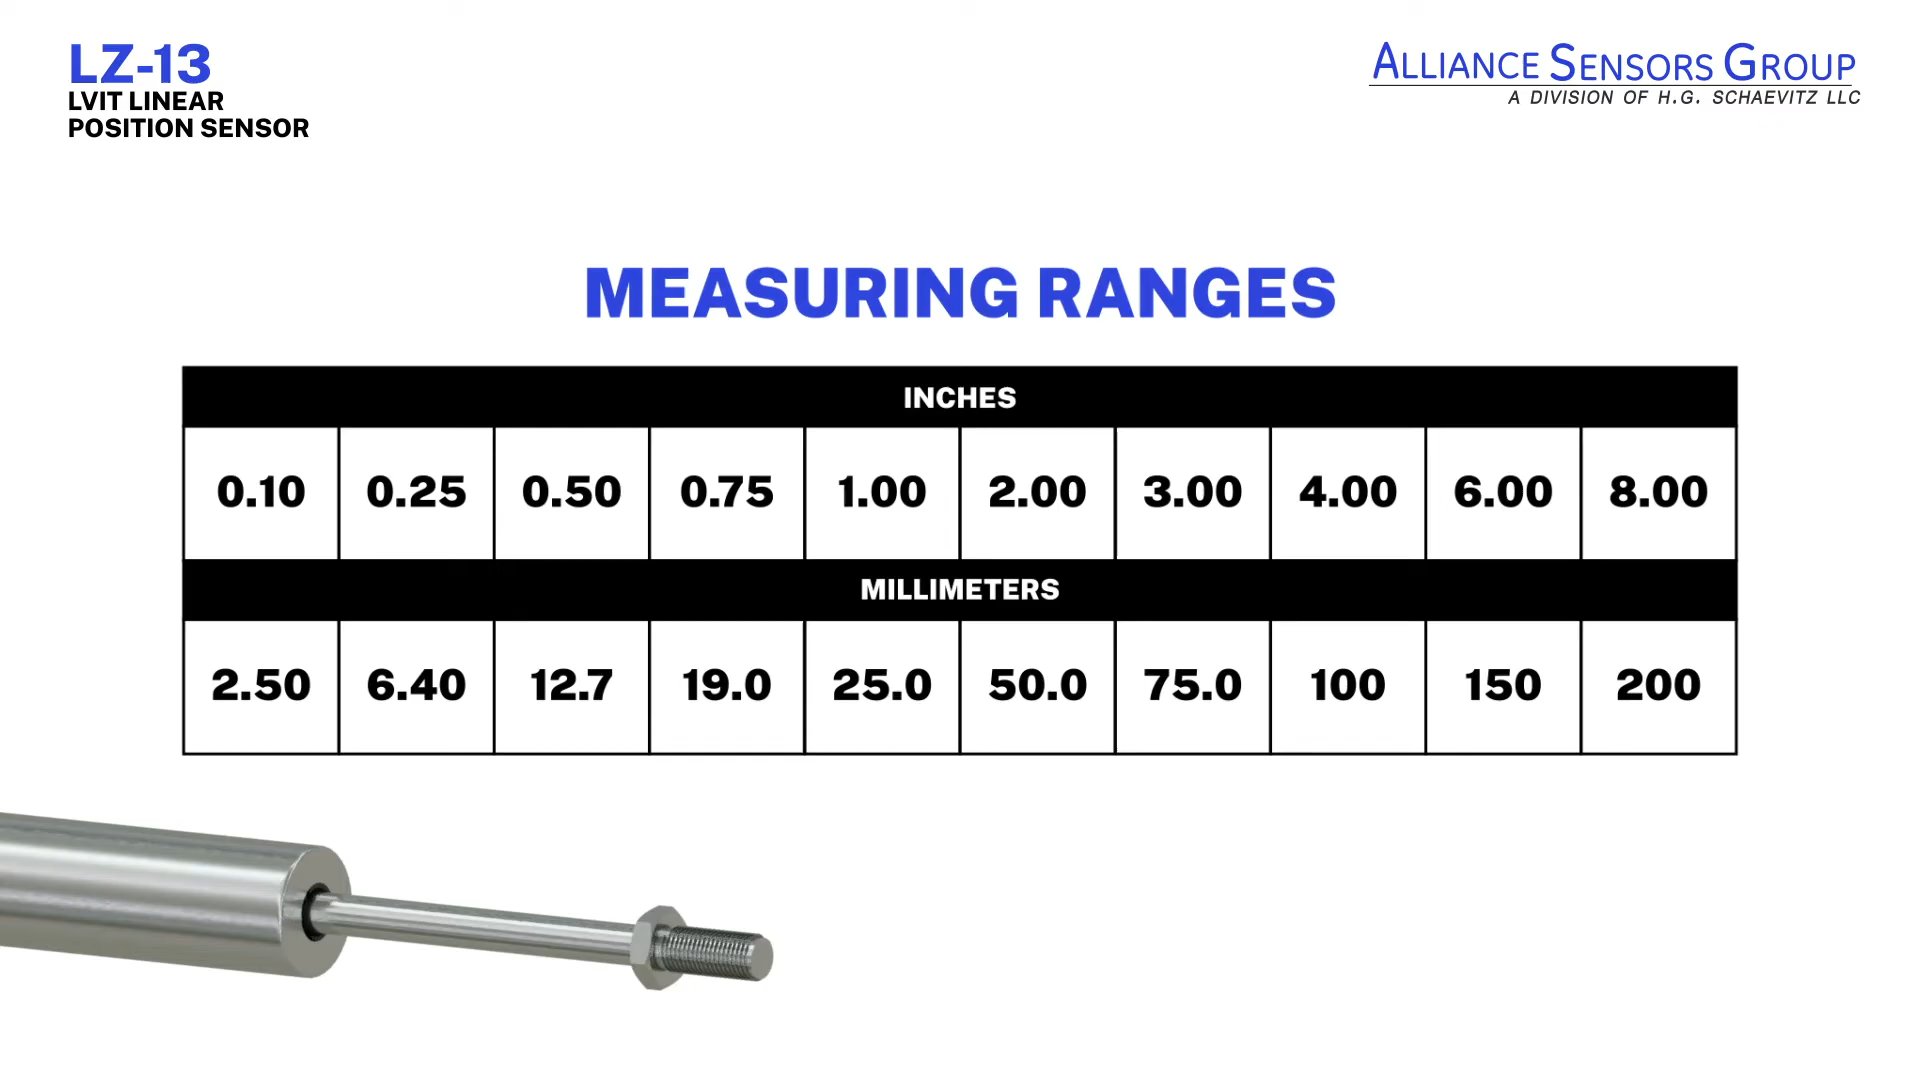 LZ-13
LVIT LINEAR
POSITION SENSOR
ALLIANCE SENSORS GROUP
A DIVISION OF H.G. SCHAEVITZ LLC
MEASURING RANGES
INCHES
0.10 0.25 0.50 0.75 1.00 2.00 3.00 4.00 6.00 8.00
MILLIMETERS
2.50 6.40 12.7 19.0 25.0 50.0 75.0 100 150 200